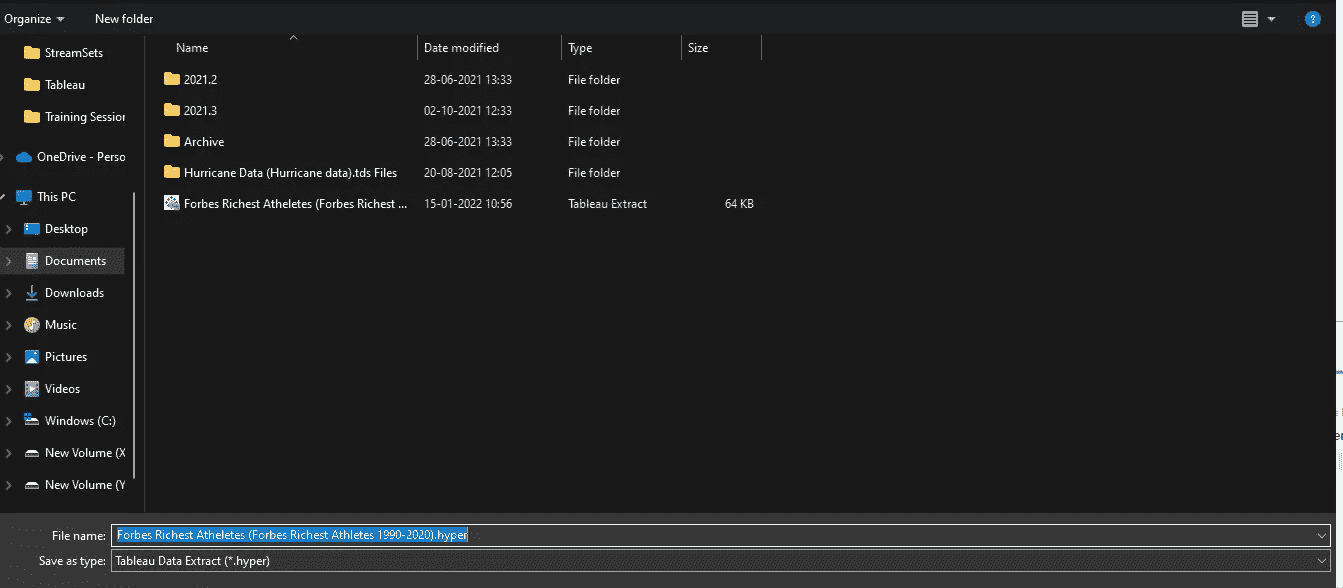 Organize New folder
Name Date modified Type Size
StreamSets
Tableau
Training Session
OneDrive - Perso
This PC
Desktop
Documents
Downloads
Music
Pictures
Videos
Windows (C:)
New Volume (X
New Volume (Y
2021.2 28-06-2021 13:33 File folder
2021.3 02-10-2021 12:33 File folder
Archive 28-06-2021 13:33 File folder
Hurricane Data (Hurricane data).tds Files 20-08-2021 12:05 File folder
Forbes Richest Atheletes (Forbes Richest ... 15-01-2022 10:56 Tableau Extract 64 KB
File name: Forbes Richest Atheletes (Forbes Richest Athletes 1990-2020).hyper
Save as type: Tableau Data Extract (*.hyper)